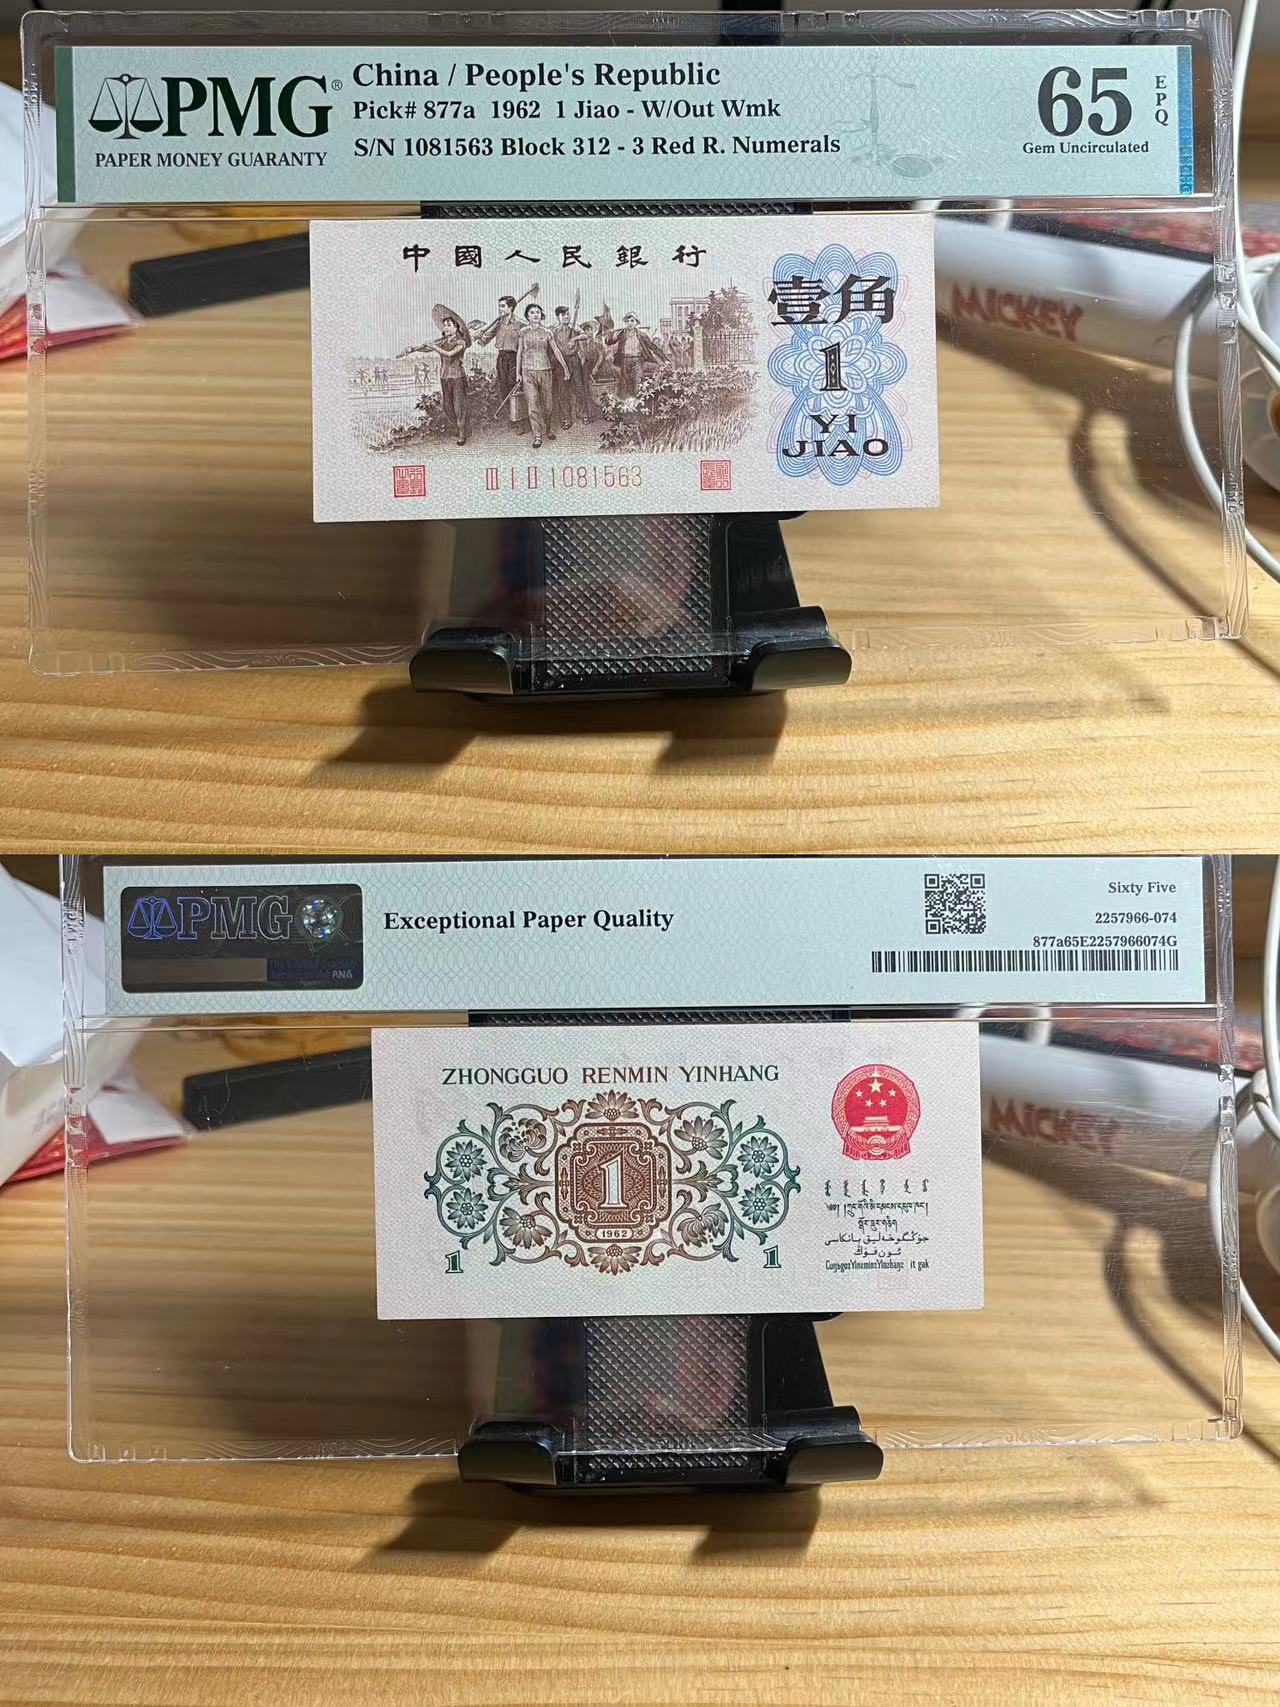 PMG®
PAPER MONEY GUARANTY
China / People's Republic
Pick# 877a 1962 1 Jiao - W/Out Wmk
S/N 1081563 Block 312 - 3 Red R. Numerals
65
EPQ
Gem Uncirculated
中國人民銀行
壹角
1
YI
JIAO
III I II 1081563
MICKEY
PMG
Exceptional Paper Quality
Sixty Five
2257966-074
877a65E2257966074G
ZHONGGUO RENMIN YINHANG
1
1962
1
1
MICKEY